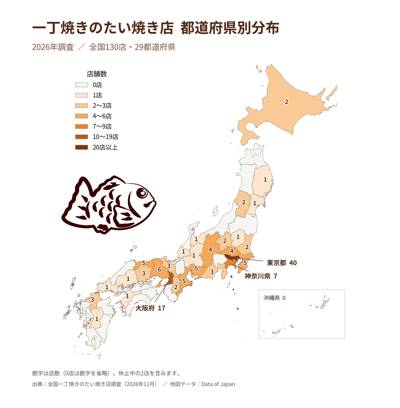 一丁焼きのたい焼き店 都道府県別分布
2026年調査 ／ 全国130店・29都道府県
店舗数
0店
1店
2〜3店
4〜6店
7〜9店
10〜19店
20店以上
2
1
2
1
東京都 40
神奈川県 7
大阪府 17
沖縄県 0
数字は店数（0店は数字を省略）。休止中の2店を含みます。
出典：全国一丁焼きのたい焼き店調査（2026年11月） ／ 地図データ：Data of Japan